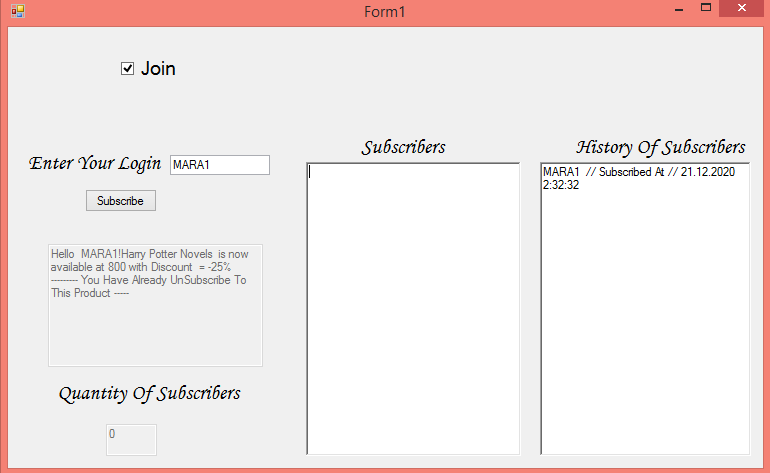 Form1
Join
Enter Your Login MARA1
Subscribe
Hello  MARA1!Harry Potter Novels  is now
available at 800 with Discount  = -25%
--------- You Have Already UnSubscribe To
This Product -----
Quantity Of Subscribers
0
Subscribers
History Of Subscribers
MARA1  // Subscribed At // 21.12.2020
2:32:32